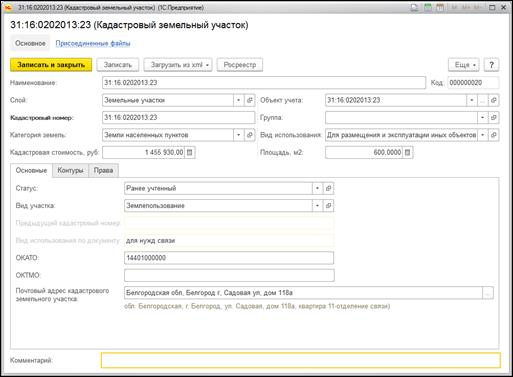 31:16:0202013:23 (Кадастровый земельный участок) (1С:Предприятие)
M M+ M-
31:16:0202013:23 (Кадастровый земельный участок)
Основное Присоединенные файлы
Записать и закрыть Записать Загрузить из xml Росреестр Еще ?
Наименование: 31:16:0202013:23 Код: 000000020
Слой: Земельные участки Объект учета: 31:16:0202013:23
Кадастровый номер: 31:16:0202013:23 Группа:
Категория земель: Земли населенных пунктов Вид использования: Для размещения и эксплуатации иных объектов
Кадастровая стоимость, руб: 1 455 930,00 Площадь, м2: 600,0000
Основные Контуры Права
Статус: Ранее учтенный
Вид участка: Землепользование
Предыдущий кадастровый номер:
Вид использования по документу: для нужд связи
ОКАТО: 14401000000
ОКТМО:
Почтовый адрес кадастрового земельного участка: Белгородская обл, Белгород г, Садовая ул, дом 118а
обл. Белгородская, г. Белгород, ул. Садовая, дом 118а, квартира 11-отделение связи)
Комментарий: